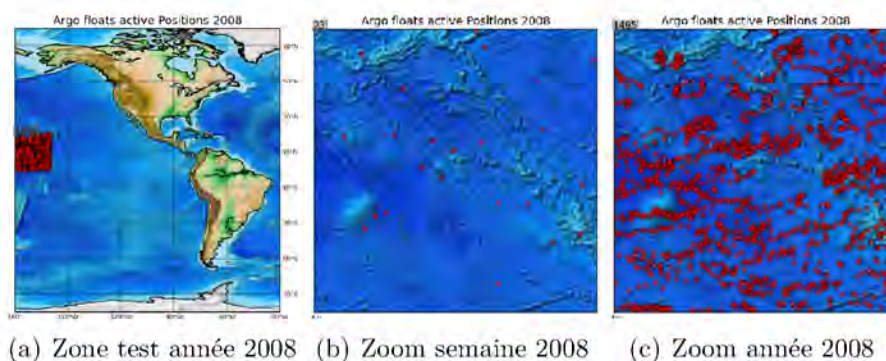 Argo floats active Positions 2008
Argo floats active Positions 2008
Argo floats active Positions 2008
1495
(a) Zone test année 2008
(b) Zoom semaine 2008
(c) Zoom année 2008